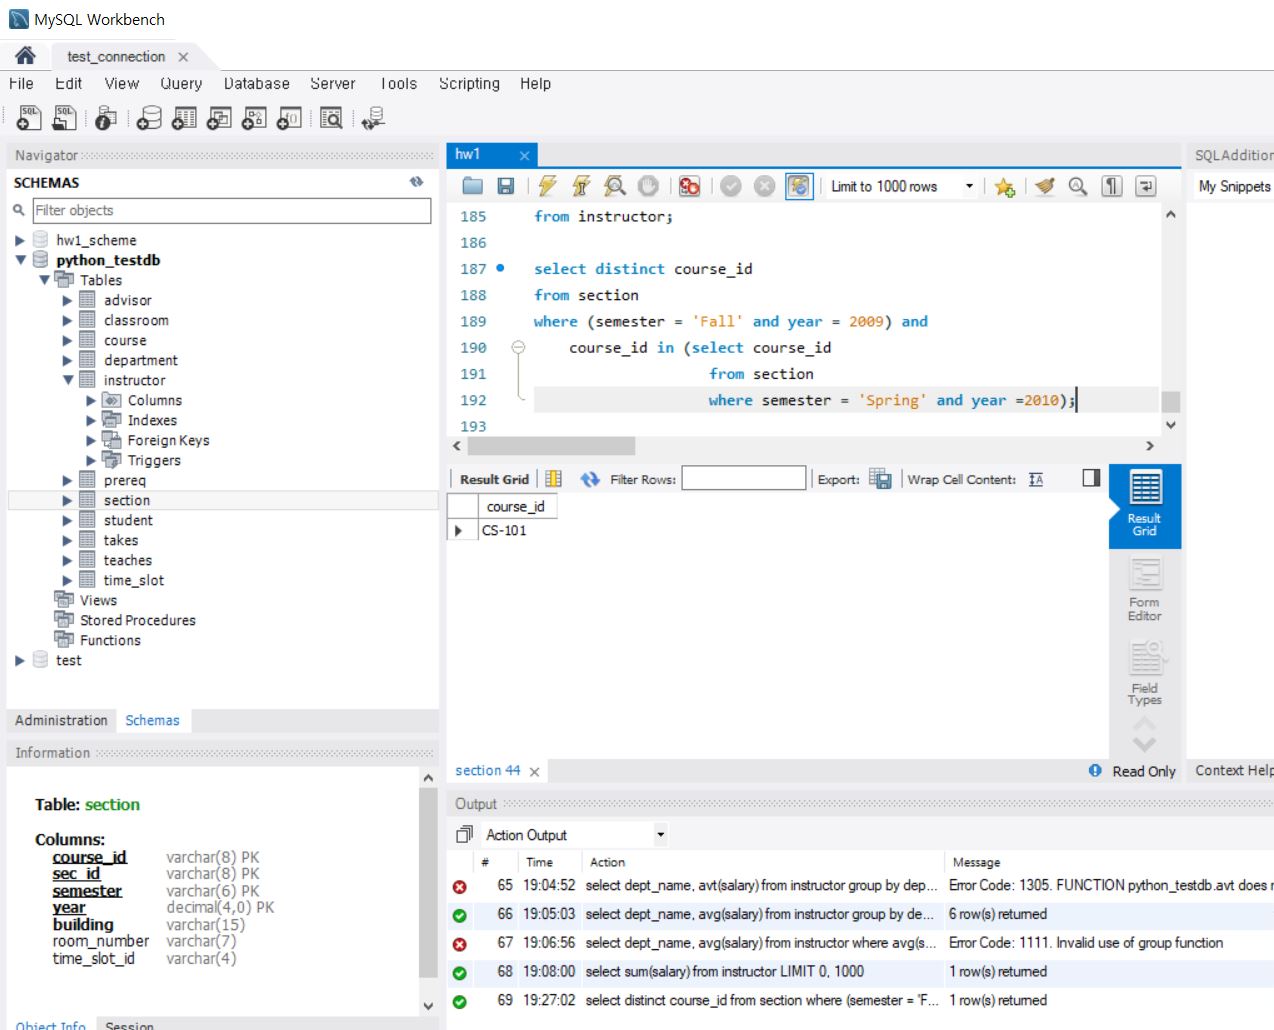 MySQL Workbench
test_connection
File Edit View Query Database Server Tools Scripting Help
Navigator
SCHEMAS
Filter objects
hw1_scheme
python_testdb
Tables
advisor
classroom
course
department
instructor
Columns
Indexes
Foreign Keys
Triggers
prereq
section
student
takes
teaches
time_slot
Views
Stored Procedures
Functions
test
Administration Schemas
Information
Table: section
Columns:
course_id varchar(8) PK
sec_id varchar(8) PK
semester varchar(6) PK
year decimal(4,0) PK
building varchar(15)
room_number varchar(7)
time_slot_id varchar(4)
Object Info Session
hw1
Limit to 1000 rows
185 from instructor;
186
187 select distinct course_id
188 from section
189 where (semester = 'Fall' and year = 2009) and
190 course_id in (select course_id
191 from section
192 where semester = 'Spring' and year =2010);
193
Result Grid Filter Rows: Export: Wrap Cell Content:
course_id
CS-101
Result
Grid
Form
Editor
Field
Types
section 44
Read Only
SQLAddition
My Snippets
Context Help
Output
Action Output
# Time Action Message
65 19:04:52 select dept_name, avt(salary) from instructor group by dep... Error Code: 1305. FUNCTION python_testdb.avt does
66 19:05:03 select dept_name, avg(salary) from instructor group by de... 6 row(s) returned
67 19:06:56 select dept_name, avg(salary) from instructor where avg(s... Error Code: 1111. Invalid use of group function
68 19:08:00 select sum(salary) from instructor LIMIT 0, 1000 1 row(s) returned
69 19:27:02 select distinct course_id from section where (semester = 'F... 1 row(s) returned